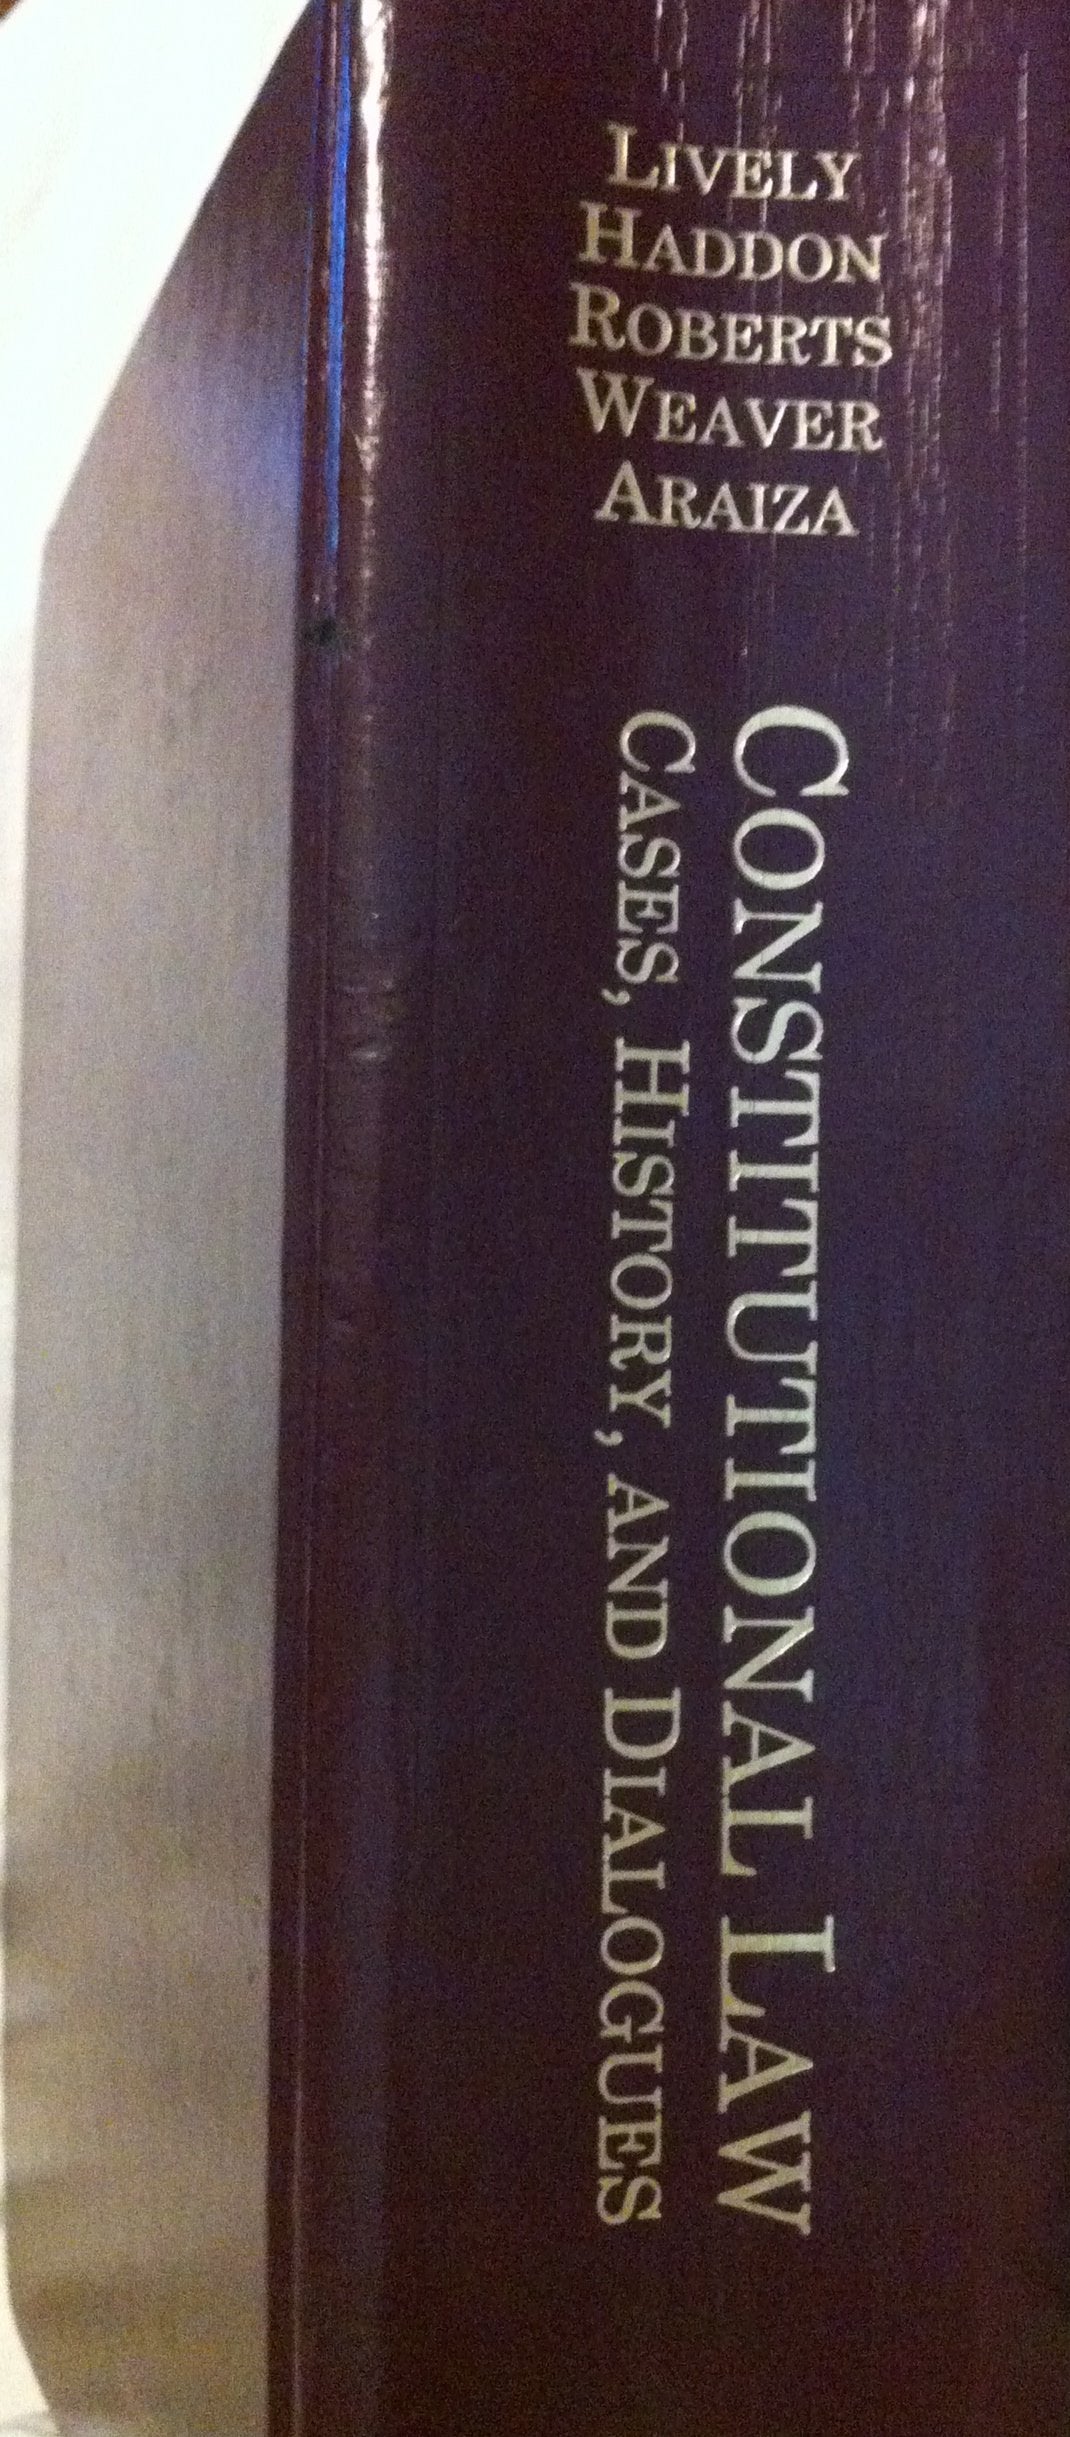 LIVELY
HADDON
ROBERTS
WEAVER
ARAIZA
CONSTITUTIONAL LAW
CASES, HISTORY, AND DIALOGUES